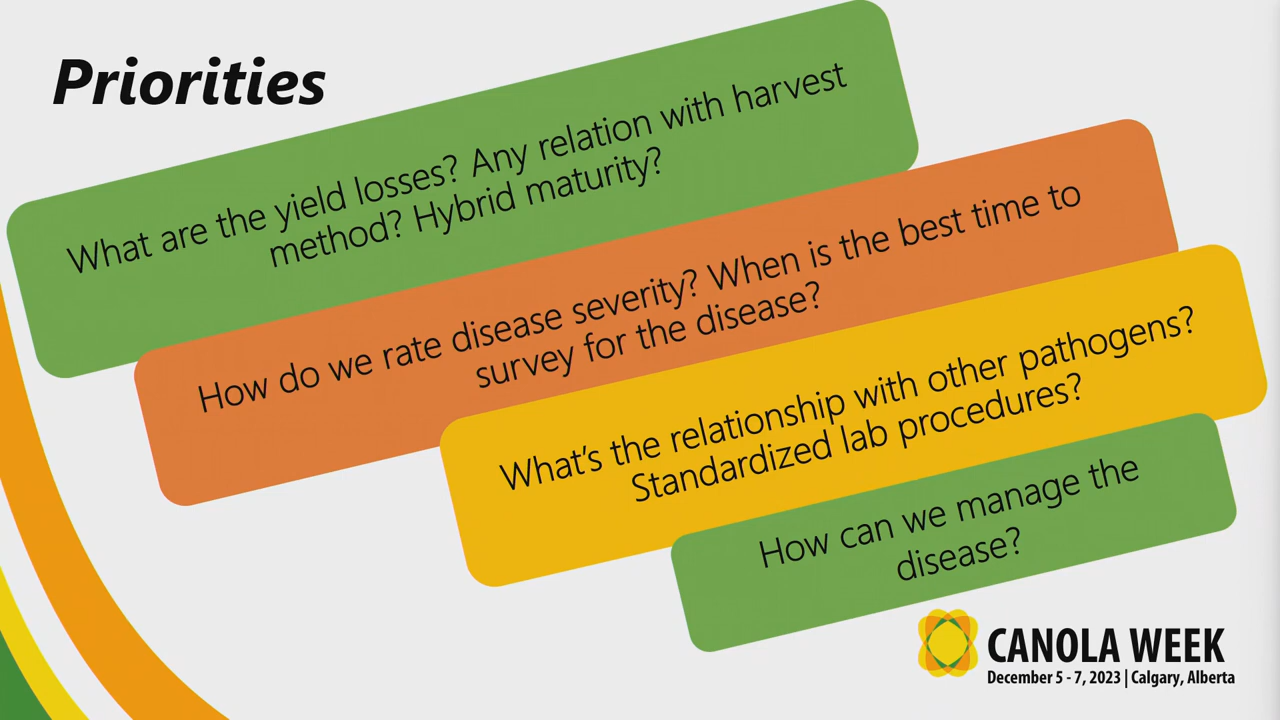 Priorities
What are the yield losses? Any relation with harvest
method? Hybrid maturity?
How do we rate disease severity? When is the best time to
survey for the disease?
What's the relationship with other pathogens?
Standardized lab procedures?
How can we manage the
disease?
CANOLA WEEK
December 5 - 7, 2023 | Calgary, Alberta